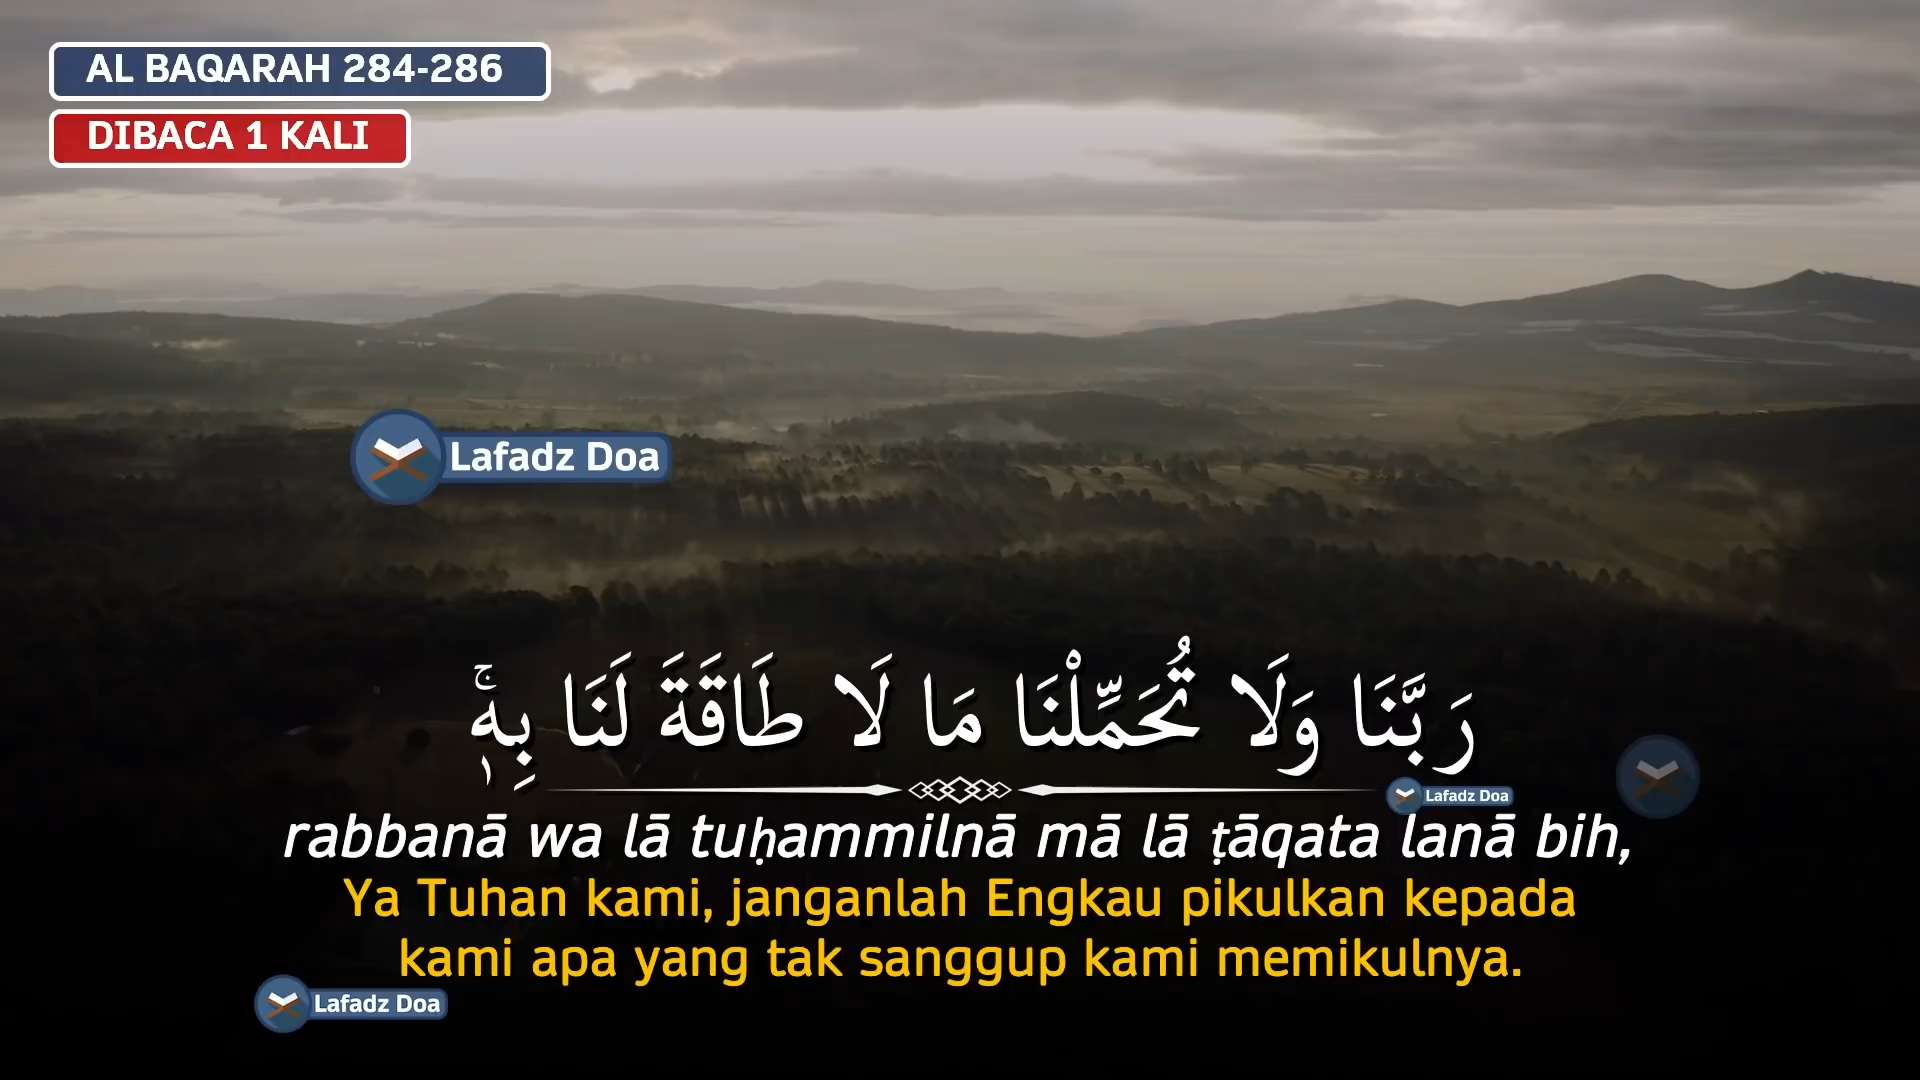 AL BAQARAH 284-286
DIBACA 1 KALI
Lafadz Doa
رَبَّنَا وَلَا تُحَمِّلْنَا مَا لَا طَاقَةَ لَنَا بِهٖۚ
Lafadz Doa
rabbanā wa lā tuḥammilnā mā lā ṭāqata lanā bih,
Ya Tuhan kami, janganlah Engkau pikulkan kepada
kami apa yang tak sanggup kami memikulnya.
Lafadz Doa